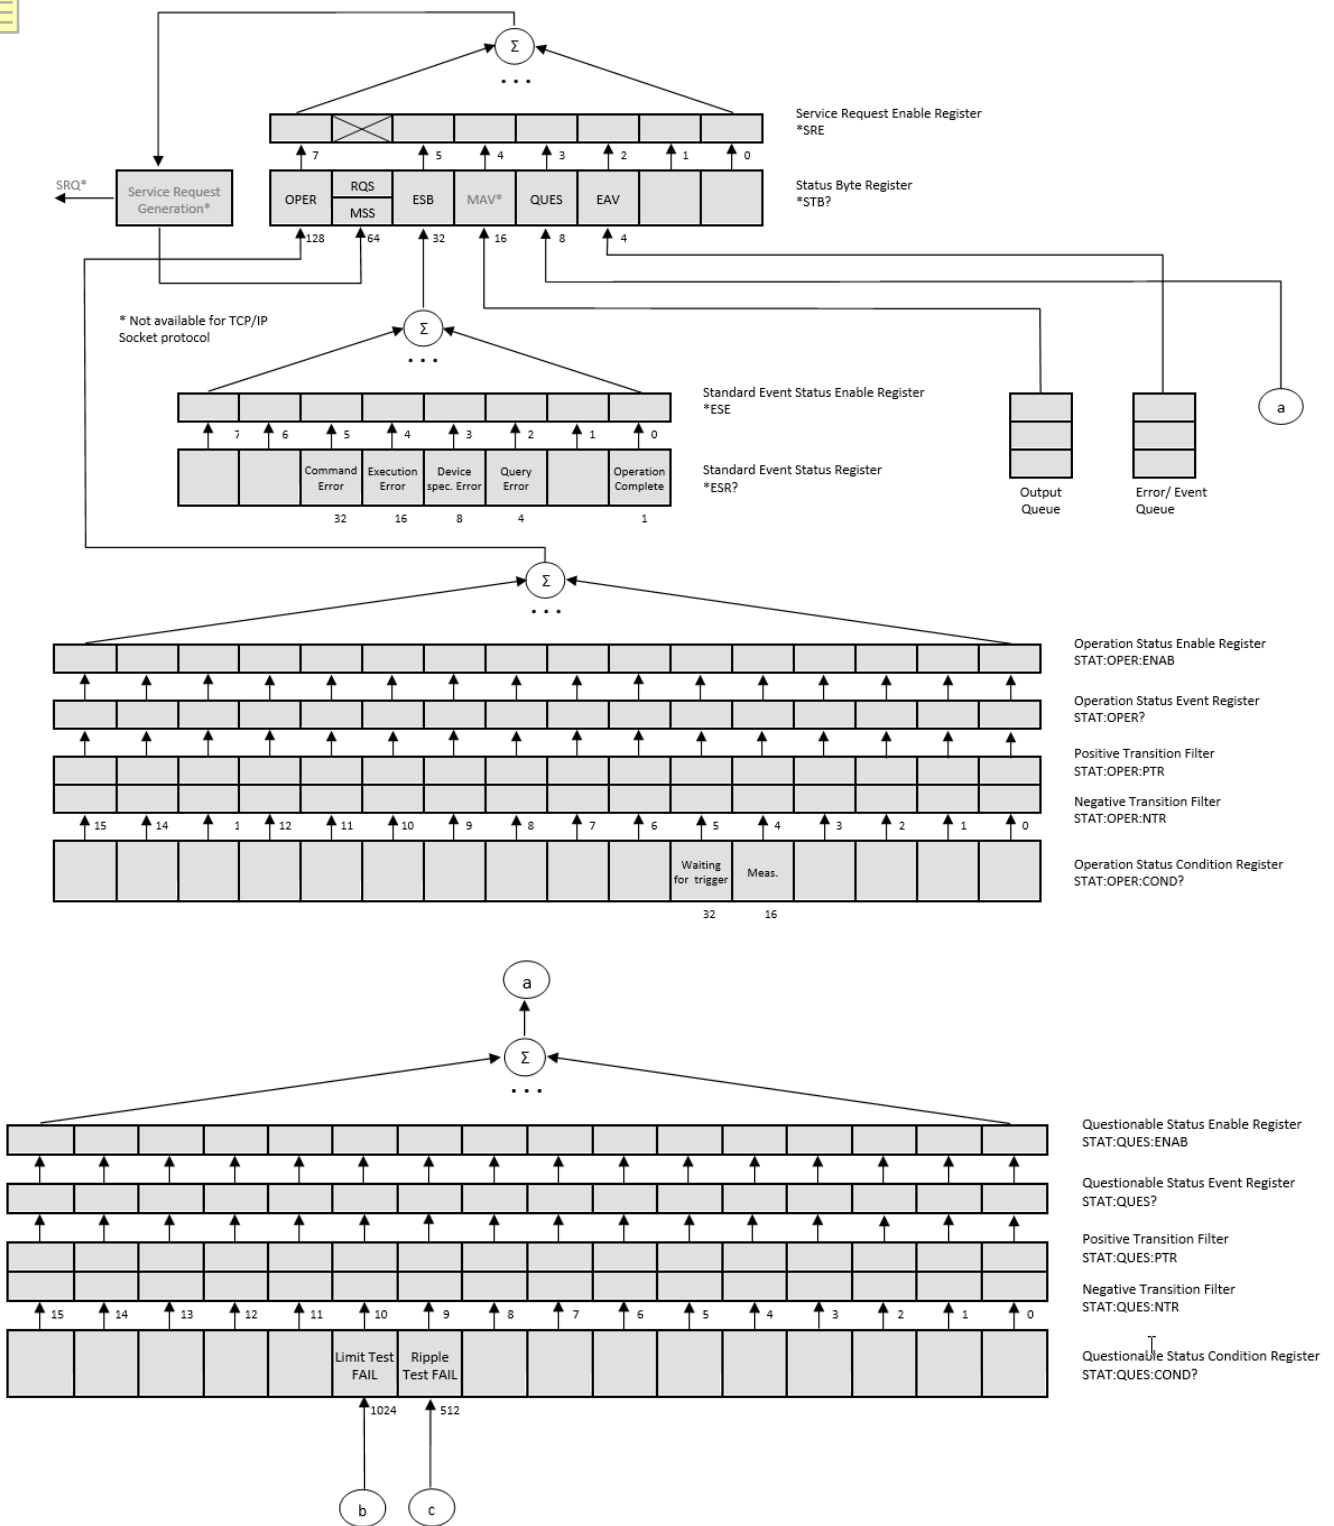 Σ
...
Service Request Enable Register
*SRE
7 5 4 3 2 1 0
SRQ*
Service Request
Generation*
OPER
RQS
MSS
ESB
MAV*
QUES
EAV
Status Byte Register
*STB?
128 64 32 16 8 4
* Not available for TCP/IP
Socket protocol
Σ
...
Standard Event Status Enable Register
*ESE
a
7 6 5 4 3 2 1 0
Command
Error
Execution
Error
Device
spec. Error
Query
Error
Operation
Complete
Standard Event Status Register
*ESR?
32 16 8 4 1
Output
Queue
Error/ Event
Queue
Σ
...
Operation Status Enable Register
STAT:OPER:ENAB
Operation Status Event Register
STAT:OPER?
Positive Transition Filter
STAT:OPER:PTR
Negative Transition Filter
STAT:OPER:NTR
15 14 1 12 11 10 9 8 7 6 5 4 3 2 1 0
Waiting
for trigger
Meas.
Operation Status Condition Register
STAT:OPER:COND?
32 16
a
Σ
...
Questionable Status Enable Register
STAT:QUES:ENAB
Questionable Status Event Register
STAT:QUES?
Positive Transition Filter
STAT:QUES:PTR
Negative Transition Filter
STAT:QUES:NTR
15 14 13 12 11 10 9 8 7 6 5 4 3 2 1 0
Limit Test
FAIL
Ripple
Test FAIL
Questionable Status Condition Register
STAT:QUES:COND?
1024 512
b c